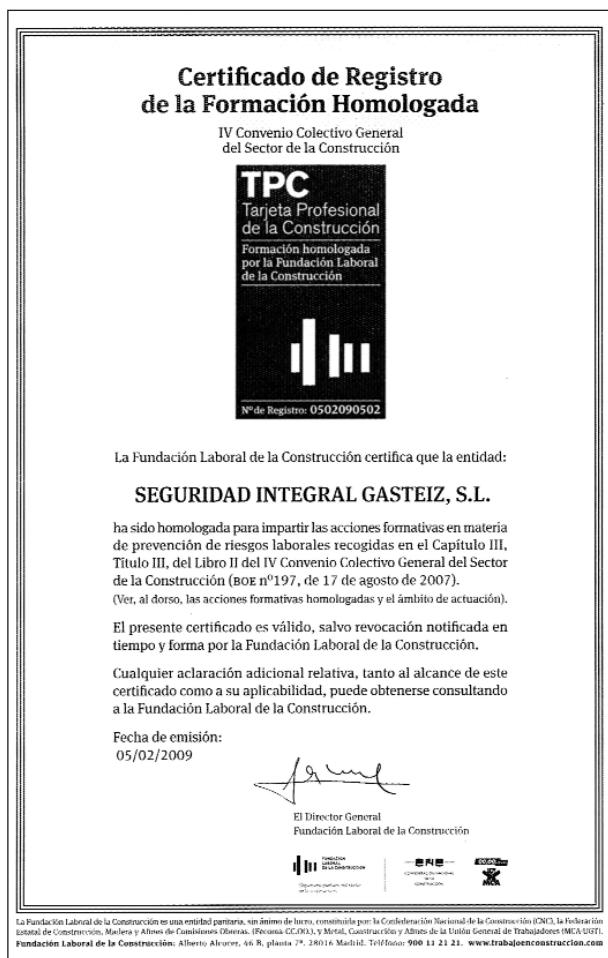 Certificado de Registro
de la Formación Homologada
IV Convenio Colectivo General
del Sector de la Construcción
TPC
Tarjeta Profesional
de la Construcción
Formación homologada
por la Fundación Laboral
de la Construcción
Nº de Registro: 0502090502
La Fundación Laboral de la Construcción certifica que la entidad:
SEGURIDAD INTEGRAL GASTEIZ, S.L.
ha sido homologada para impartir las acciones formativas en materia
de prevención de riesgos laborales recogidas en el Capítulo III,
Título III, del Libro II del IV Convenio Colectivo General del Sector
de la Construcción (BOE nº197, de 17 de agosto de 2007).
(Ver, al dorso, las acciones formativas homologadas y el ámbito de actuación).
El presente certificado es válido, salvo revocación notificada en
tiempo y forma por la Fundación Laboral de la Construcción.
Cualquier aclaración adicional relativa, tanto al alcance de este
certificado como a su aplicabilidad, puede obtenerse consultando
a la Fundación Laboral de la Construcción.
Fecha de emisión:
05/02/2009
El Director General
Fundación Laboral de la Construcción
FUNDACIÓN
LABORAL
DE LA CONSTRUCCIÓN
CONFEDERACIÓN NACIONAL
DE LA
CONSTRUCCIÓN
MCA
La Fundación Laboral de la Construcción es una entidad paritaria, sin ánimo de lucro, constituida por: la Confederación Nacional de la Construcción (CNC), la Federación
Estatal de Construcción, Madera y Afines de Comisiones Obreras. (Fecoma-CC.OO.), y Metal, Construcción y Afines de la Unión General de Trabajadores (MCA-UGT).
Fundación Laboral de la Construcción: Alberto Alcocer, 46 B, planta 7ª. 28016 Madrid. Teléfono: 900 11 21 21. www.trabajoenconstruccion.com